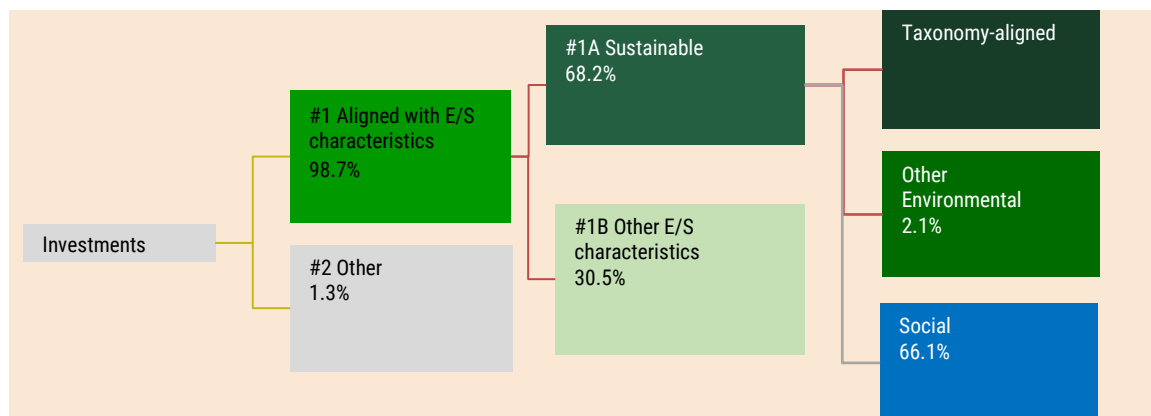 Investments
#1 Aligned with E/S
characteristics
98.7%
#2 Other
1.3%
#1A Sustainable
68.2%
#1B Other E/S
characteristics
30.5%
Taxonomy-aligned
Other
Environmental
2.1%
Social
66.1%